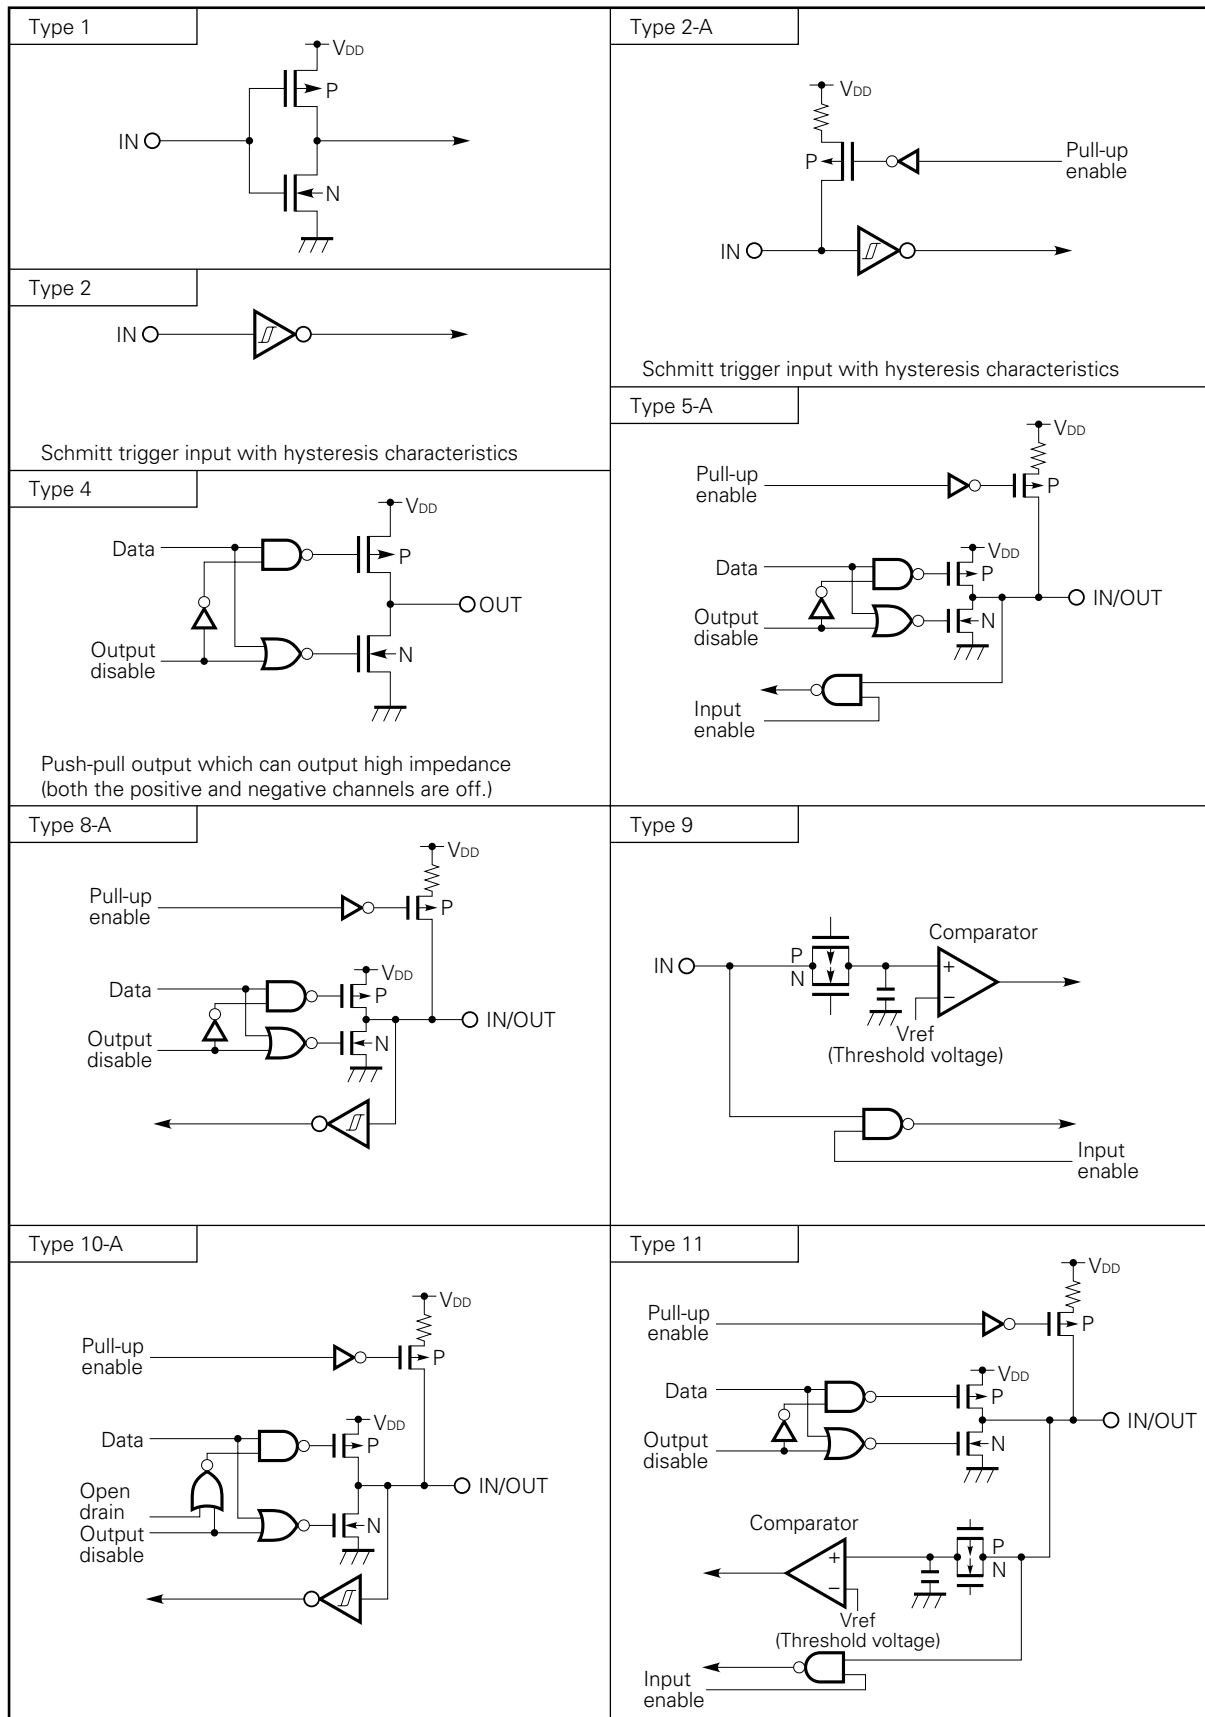 Type 1
VDD
P
IN
N
Type 2-A
VDD
P
Pull-up
enable
IN
Schmitt trigger input with hysteresis characteristics
Type 2
IN
Schmitt trigger input with hysteresis characteristics
Type 5-A
VDD
Pull-up
enable
P
VDD
Data
P
IN/OUT
Output
disable
N
Input
enable
Type 4
VDD
Data
P
OUT
Output
disable
N
Push-pull output which can output high impedance
(both the positive and negative channels are off.)
Type 8-A
VDD
Pull-up
enable
P
VDD
Data
P
IN/OUT
Output
disable
N
Type 9
Comparator
P
IN
N
+
−
Vref
(Threshold voltage)
Input
enable
Type 10-A
VDD
Pull-up
enable
P
VDD
Data
P
IN/OUT
Open
drain
Output
disable
N
Type 11
VDD
Pull-up
enable
P
VDD
Data
P
IN/OUT
Output
disable
N
Comparator
P
N
+
−
Vref
(Threshold voltage)
Input
enable